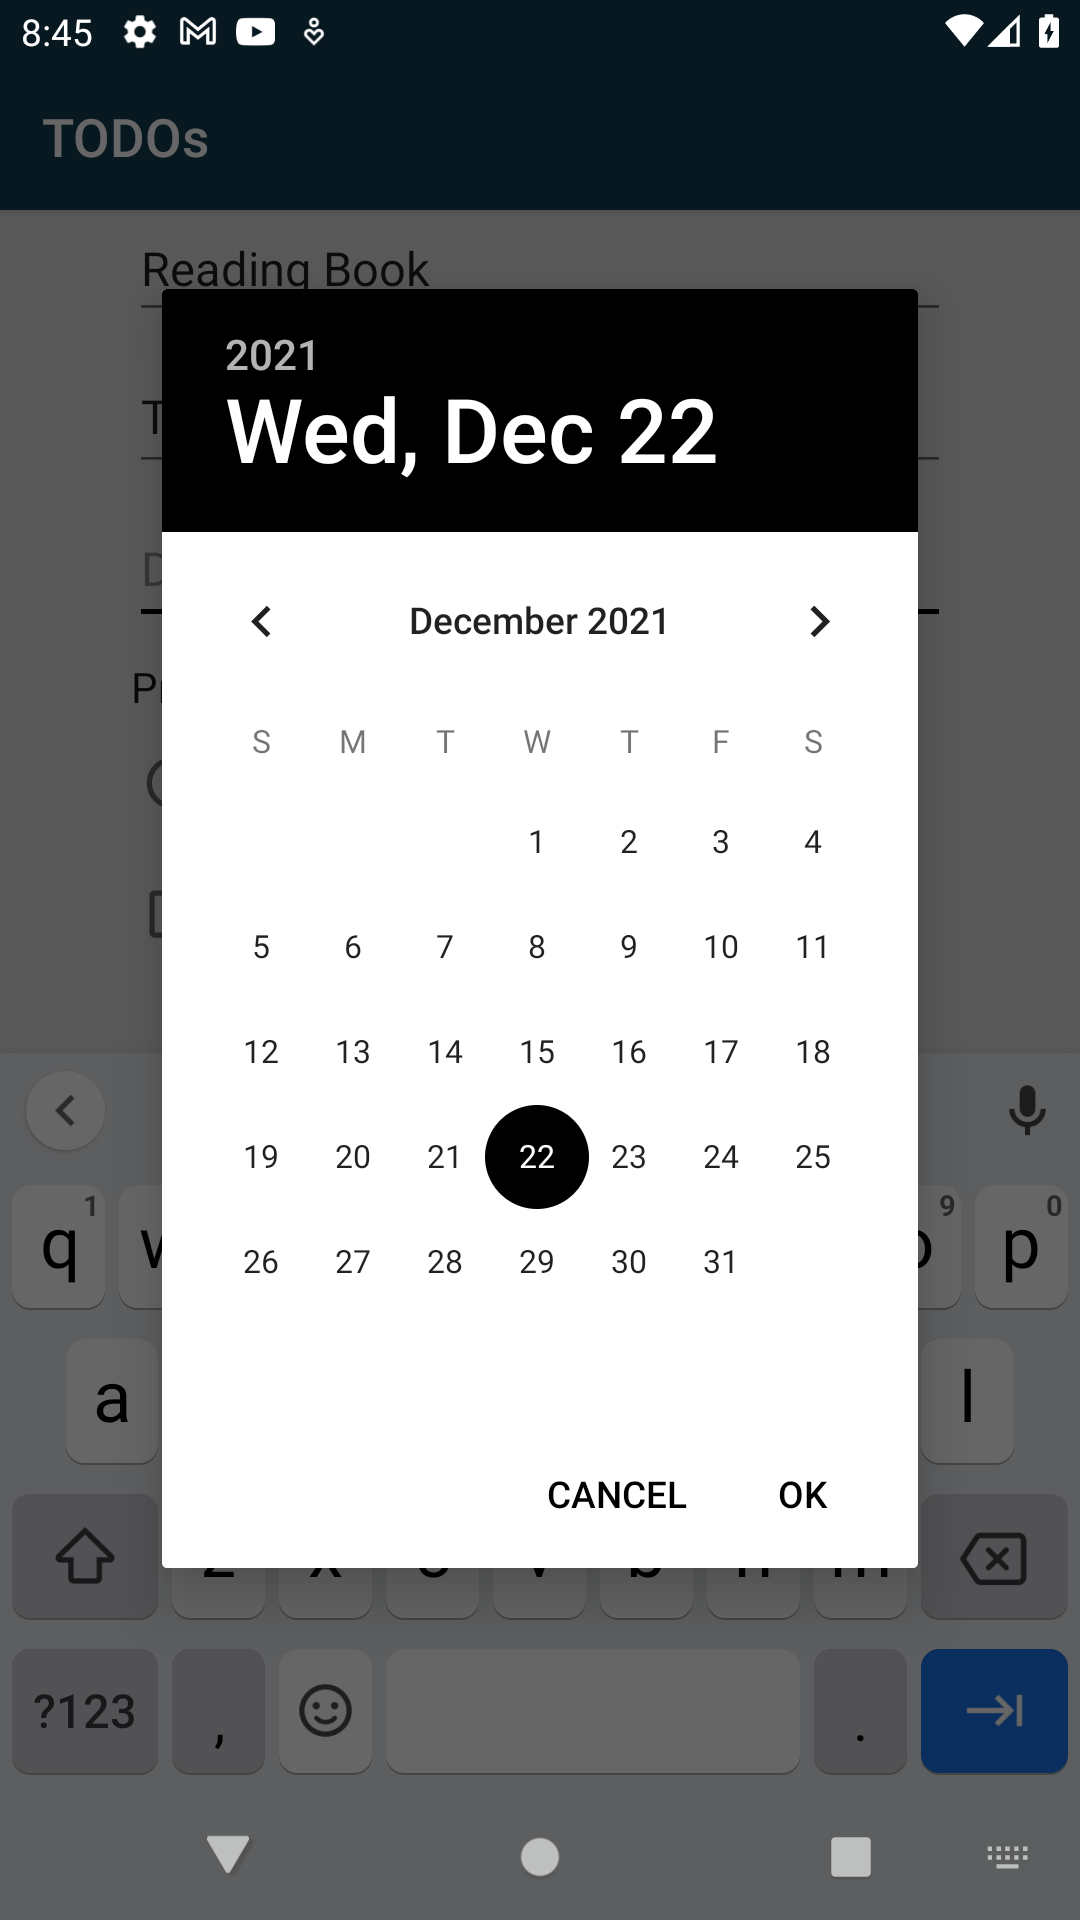 8:45
TODOs
Reading Book
2021
Wed, Dec 22
December 2021
S M T W T F S
1 2 3 4
5 6 7 8 9 10 11
12 13 14 15 16 17 18
19 20 21 22 23 24 25
26 27 28 29 30 31
CANCEL OK
q 1 9 p 0
a l
?123 , .